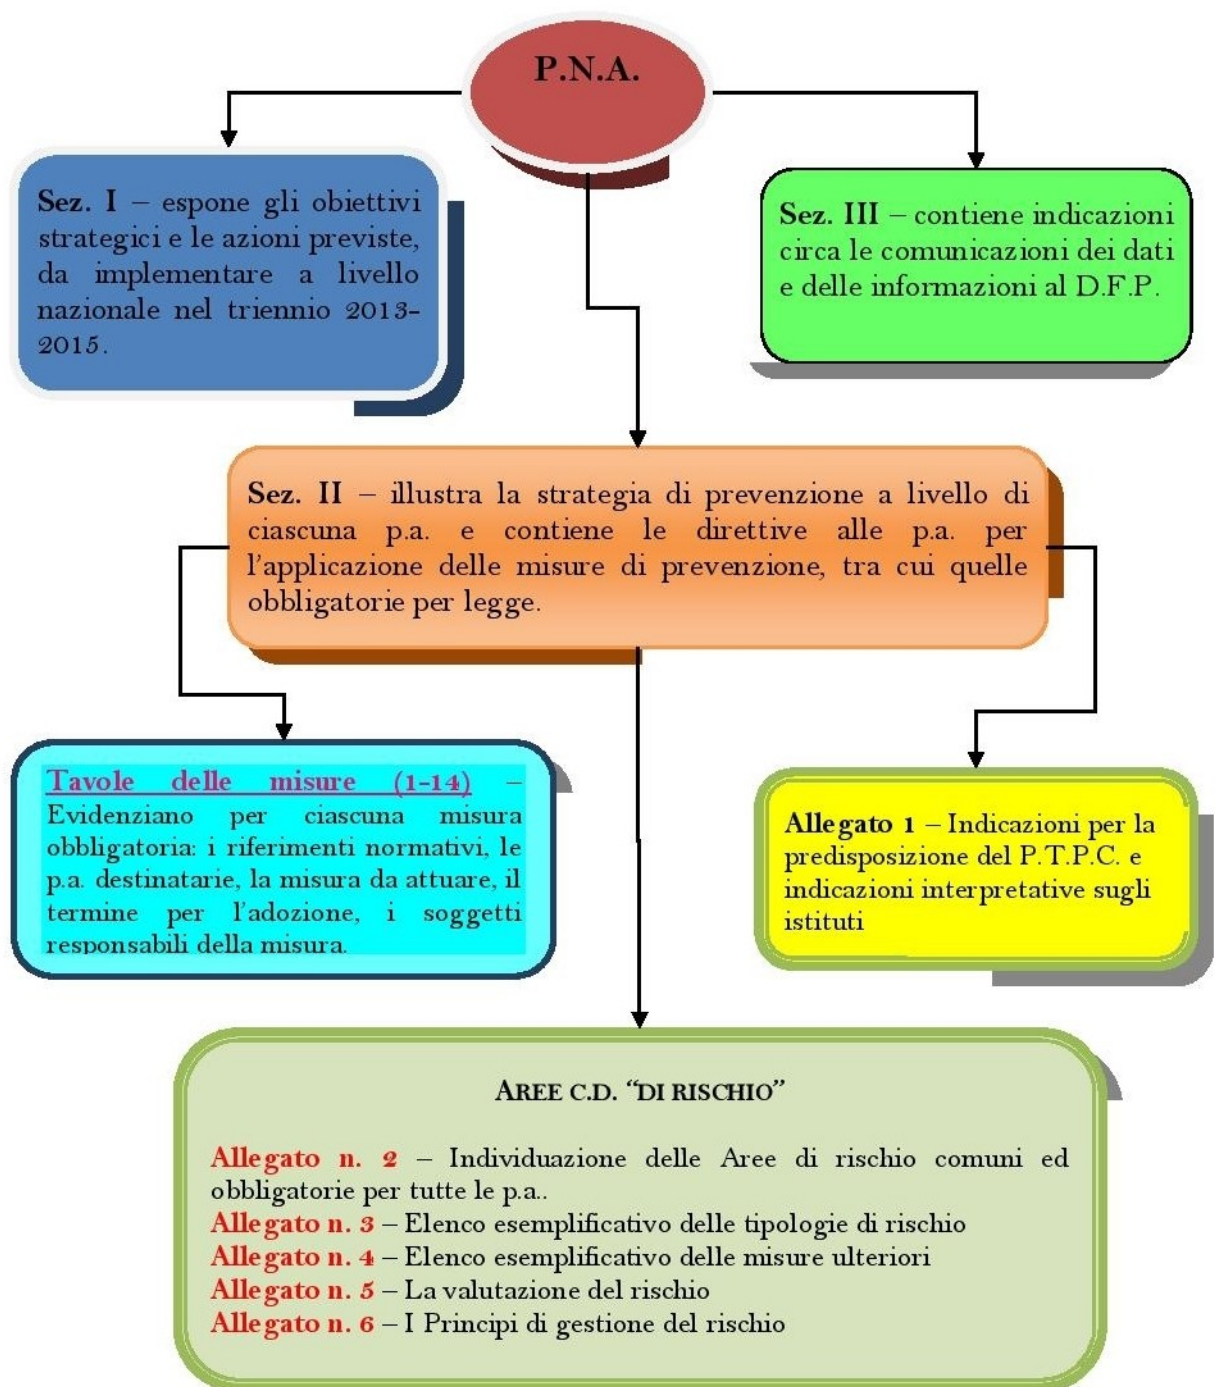 P.N.A.
Sez. I – espone gli obiettivi
strategici e le azioni previste,
da implementare a livello
nazionale nel triennio 2013-
2015.
Sez. III – contiene indicazioni
circa le comunicazioni dei dati
e delle informazioni al D.F.P.
Sez. II – illustra la strategia di prevenzione a livello di
ciascuna p.a. e contiene le direttive alle p.a. per
l'applicazione delle misure di prevenzione, tra cui quelle
obbligatorie per legge.
Tavole delle misure (1-14) –
Evidenziano per ciascuna misura
obbligatoria: i riferimenti normativi, le
p.a. destinatarie, la misura da attuare, il
termine per l'adozione, i soggetti
responsabili della misura.
Allegato 1 – Indicazioni per la
predisposizione del P.T.P.C. e
indicazioni interpretative sugli
istituti
AREE C.D. “DI RISCHIO”
Allegato n. 2 – Individuazione delle Aree di rischio comuni ed
obbligatorie per tutte le p.a..
Allegato n. 3 – Elenco esemplificativo delle tipologie di rischio
Allegato n. 4 – Elenco esemplificativo delle misure ulteriori
Allegato n. 5 – La valutazione del rischio
Allegato n. 6 – I Principi di gestione del rischio